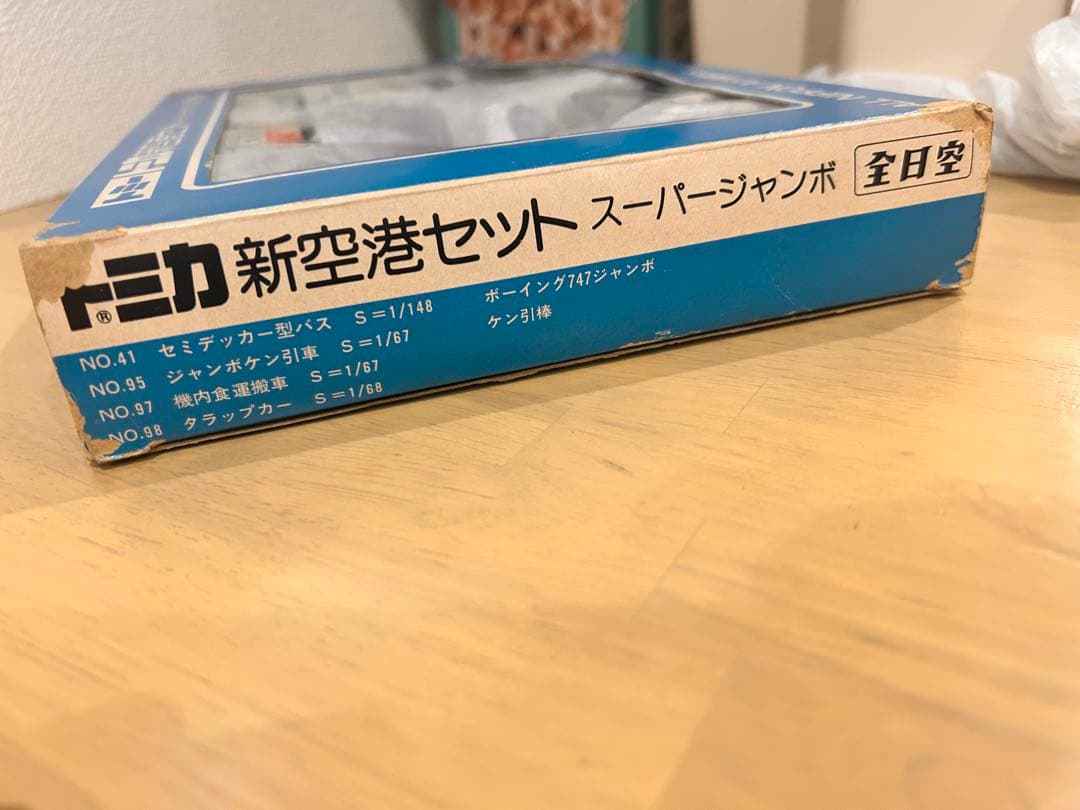 トミカ® 新空港セット スーパージャンボ 全日空
NO.41 セミデッカー型バス S=1/148 ボーイング747ジャンボ
NO.95 ジャンボケン引車 S=1/67 ケン引棒
NO.97 機内食運搬車 S=1/67
NO.98 タラップカー S=1/68